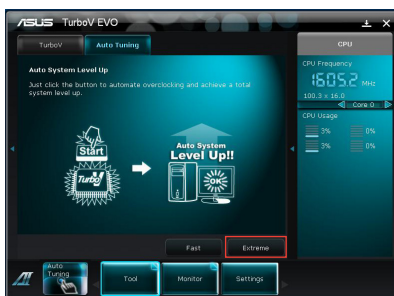 ASUS TurboV EVO
TurboV
Auto Tuning
Auto System Level Up
Just click the button to automate overclocking and achieve a total
system level up.
Start
Turbo!
Auto System
Level Up!!
OK
Fast
Extreme
CPU
CPU Frequency
1605.2 MHz
100.3 x 16.0
Core 0
CPU Usage
3%
0%
3%
0%
Auto
Tuning
Tool
Monitor
Settings